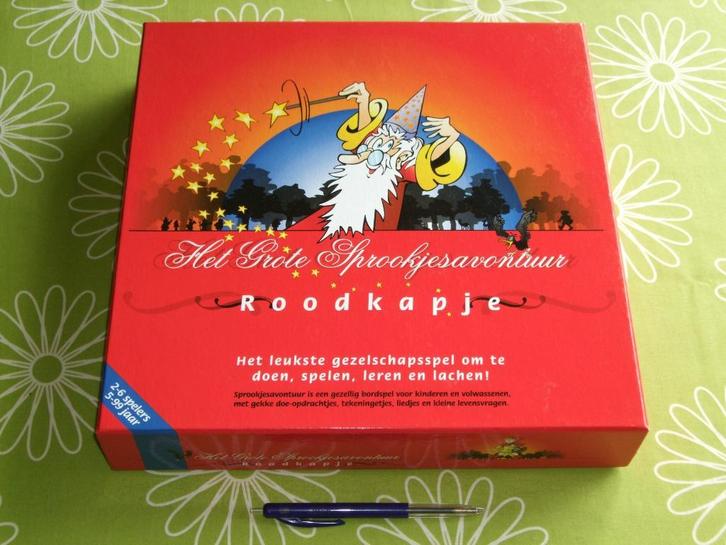 Het Grote Sprookjesavontuur
Roodkapje
Het leukste gezelschapsspel om te
doen, spelen, leren en lachen!
Sprookjesavontuur is een gezellig bordspel voor kinderen en volwassenen,
met gekke doe-opdrachtjes, tekeningetjes, liedjes en kleine levensvragen.
2-6 spelers
5-99 jaar
Het Grote Sprookjesavontuur
Roodkapje